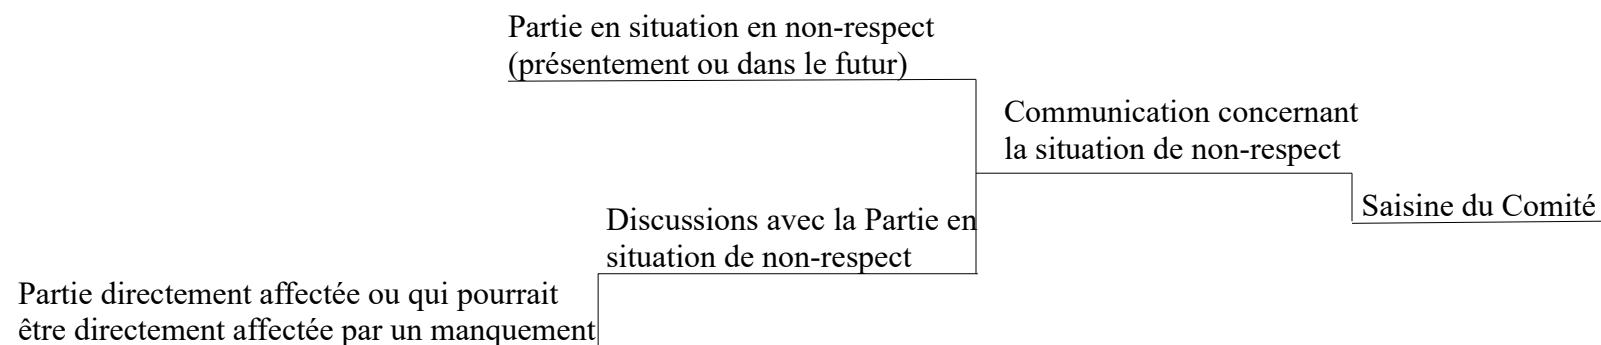 Partie en situation en non-respect
(présentement ou dans le futur)
Communication concernant
la situation de non-respect
Saisine du Comité
Discussions avec la Partie en
situation de non-respect
Partie directement affectée ou qui pourrait
être directement affectée par un manquement